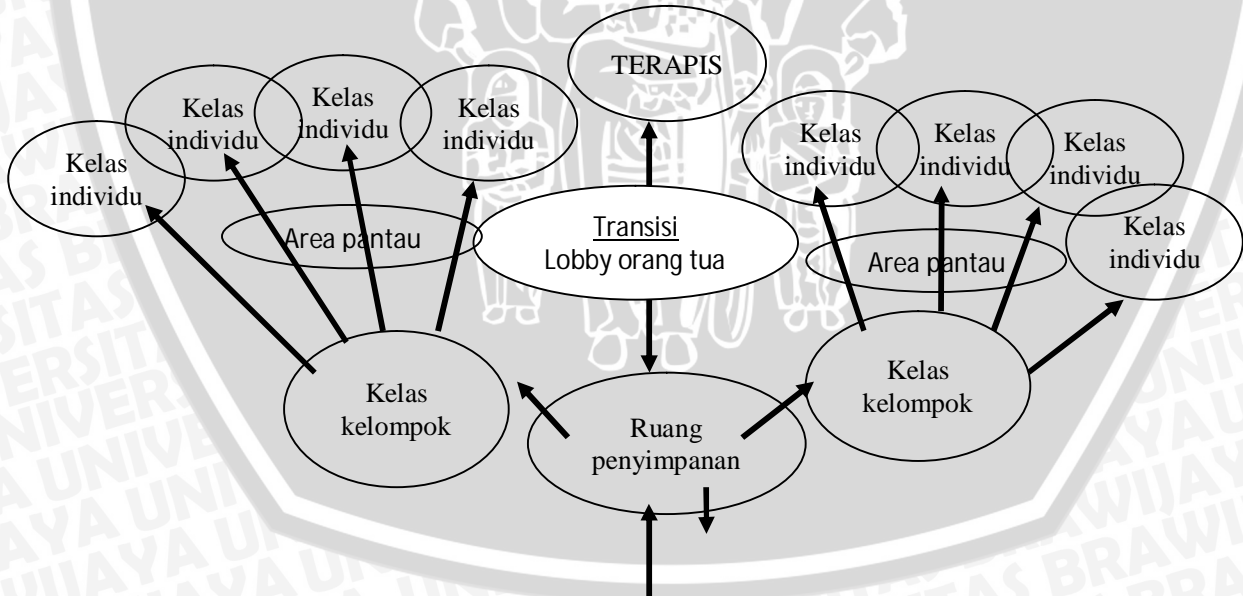 TERAPIS
Kelas
individu
Kelas
individu
Kelas
individu
Kelas
individu
Kelas
individu
Kelas
individu
Kelas
individu
Kelas
individu
Area pantau
Transisi
Lobby orang tua
Area pantau
Kelas
kelompok
Ruang
penyimpanan
Kelas
kelompok